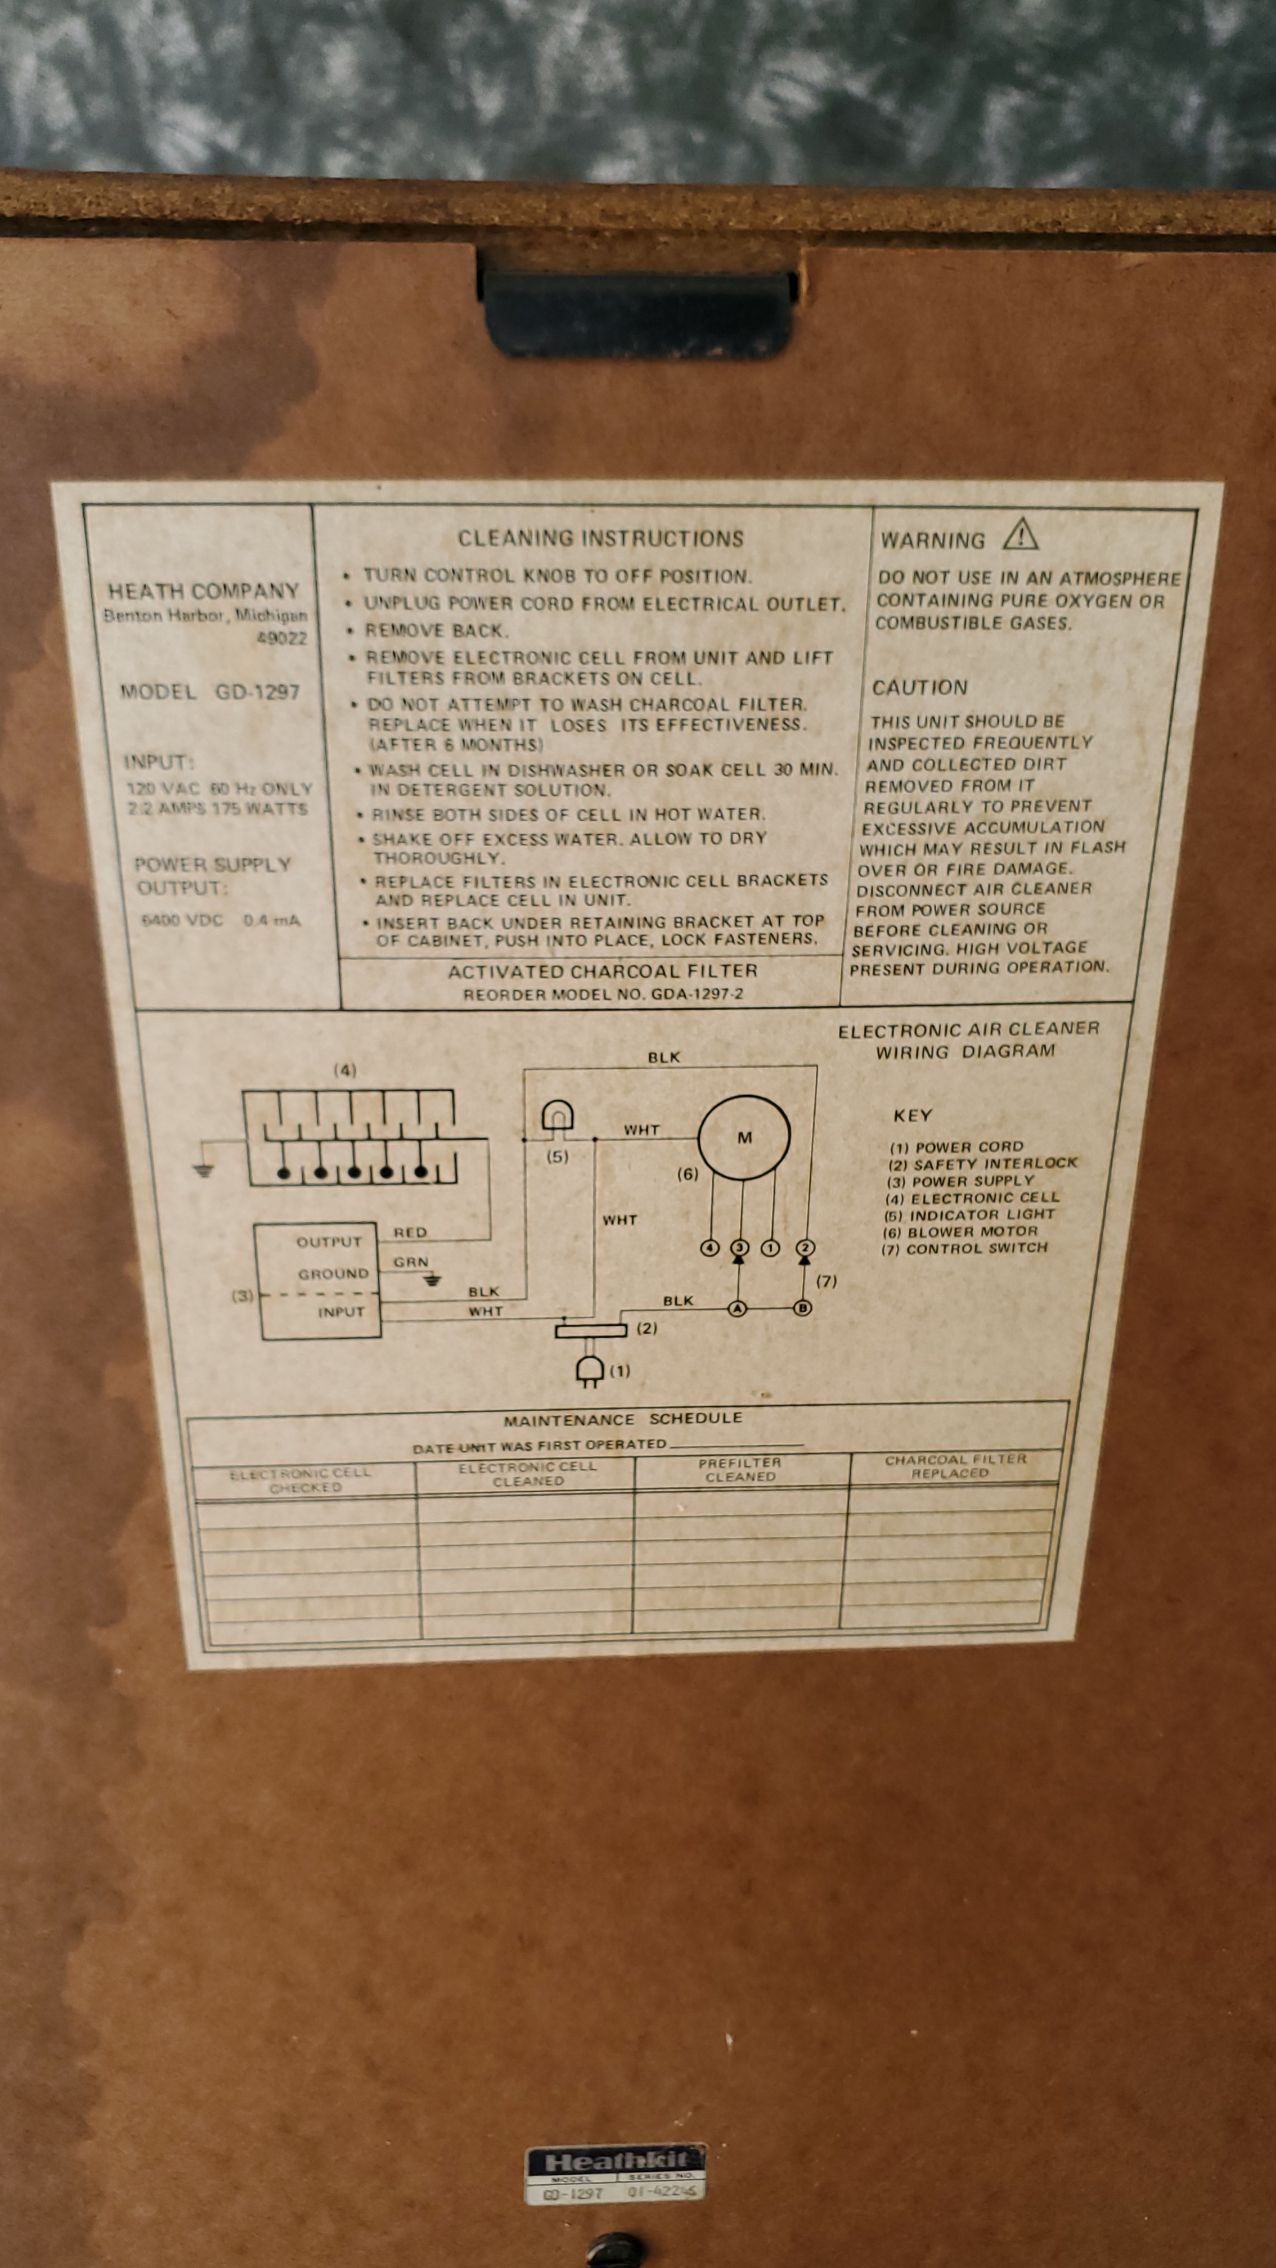 HEATH COMPANY
Benton Harbor, Michigan
49022
MODEL GD-1297
INPUT:
120 VAC 60 Hz ONLY
2.2 AMPS 175 WATTS
POWER SUPPLY
OUTPUT:
6400 VDC 0.4 mA
CLEANING INSTRUCTIONS
• TURN CONTROL KNOB TO OFF POSITION.
• UNPLUG POWER CORD FROM ELECTRICAL OUTLET.
• REMOVE BACK.
• REMOVE ELECTRONIC CELL FROM UNIT AND LIFT
FILTERS FROM BRACKETS ON CELL.
• DO NOT ATTEMPT TO WASH CHARCOAL FILTER.
REPLACE WHEN IT LOSES ITS EFFECTIVENESS.
(AFTER 6 MONTHS)
• WASH CELL IN DISHWASHER OR SOAK CELL 30 MIN.
IN DETERGENT SOLUTION.
• RINSE BOTH SIDES OF CELL IN HOT WATER.
• SHAKE OFF EXCESS WATER. ALLOW TO DRY
THOROUGHLY.
• REPLACE FILTERS IN ELECTRONIC CELL BRACKETS
AND REPLACE CELL IN UNIT.
• INSERT BACK UNDER RETAINING BRACKET AT TOP
OF CABINET, PUSH INTO PLACE, LOCK FASTENERS.
ACTIVATED CHARCOAL FILTER
REORDER MODEL NO. GDA-1297-2
WARNING !
DO NOT USE IN AN ATMOSPHERE
CONTAINING PURE OXYGEN OR
COMBUSTIBLE GASES.
CAUTION
THIS UNIT SHOULD BE
INSPECTED FREQUENTLY
AND COLLECTED DIRT
REMOVED FROM IT
REGULARLY TO PREVENT
EXCESSIVE ACCUMULATION
WHICH MAY RESULT IN FLASH
OVER OR FIRE DAMAGE.
DISCONNECT AIR CLEANER
FROM POWER SOURCE
BEFORE CLEANING OR
SERVICING. HIGH VOLTAGE
PRESENT DURING OPERATION.
ELECTRONIC AIR CLEANER
WIRING DIAGRAM
BLK
(4)
(5)
WHT
M
(6)
WHT
4 3 1 2
OUTPUT
RED
GROUND
GRN
(3)
INPUT
BLK
WHT
BLK
A B
(7)
(2)
(1)
KEY
(1) POWER CORD
(2) SAFETY INTERLOCK
(3) POWER SUPPLY
(4) ELECTRONIC CELL
(5) INDICATOR LIGHT
(6) BLOWER MOTOR
(7) CONTROL SWITCH
MAINTENANCE SCHEDULE
DATE UNIT WAS FIRST OPERATED
ELECTRONIC CELL
CHECKED
ELECTRONIC CELL
CLEANED
PREFILTER
CLEANED
CHARCOAL FILTER
REPLACED
Heathkit
MODEL SERIES NO.
GD-1297